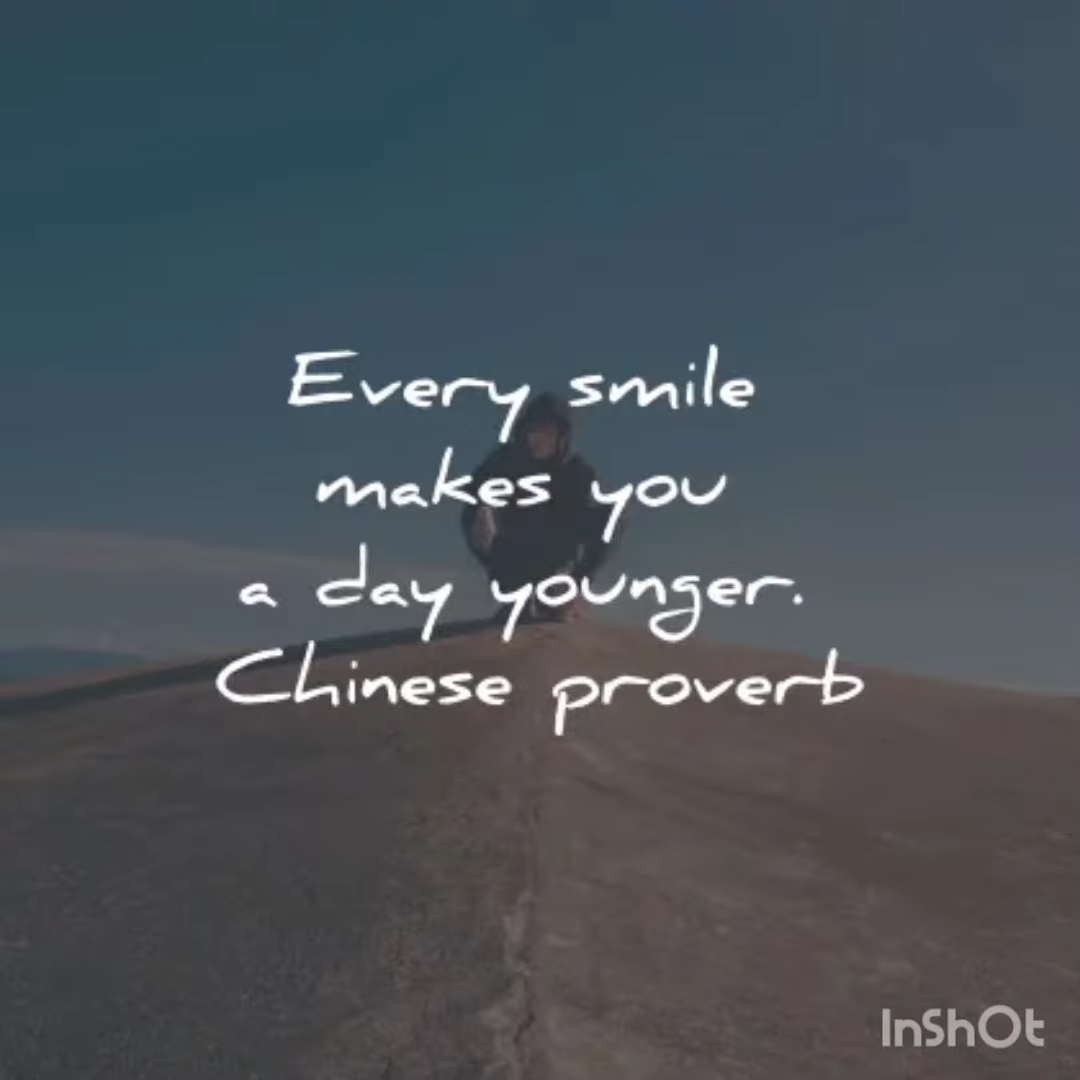 Every smile
makes you
a day younger.
Chinese proverb
InShOt